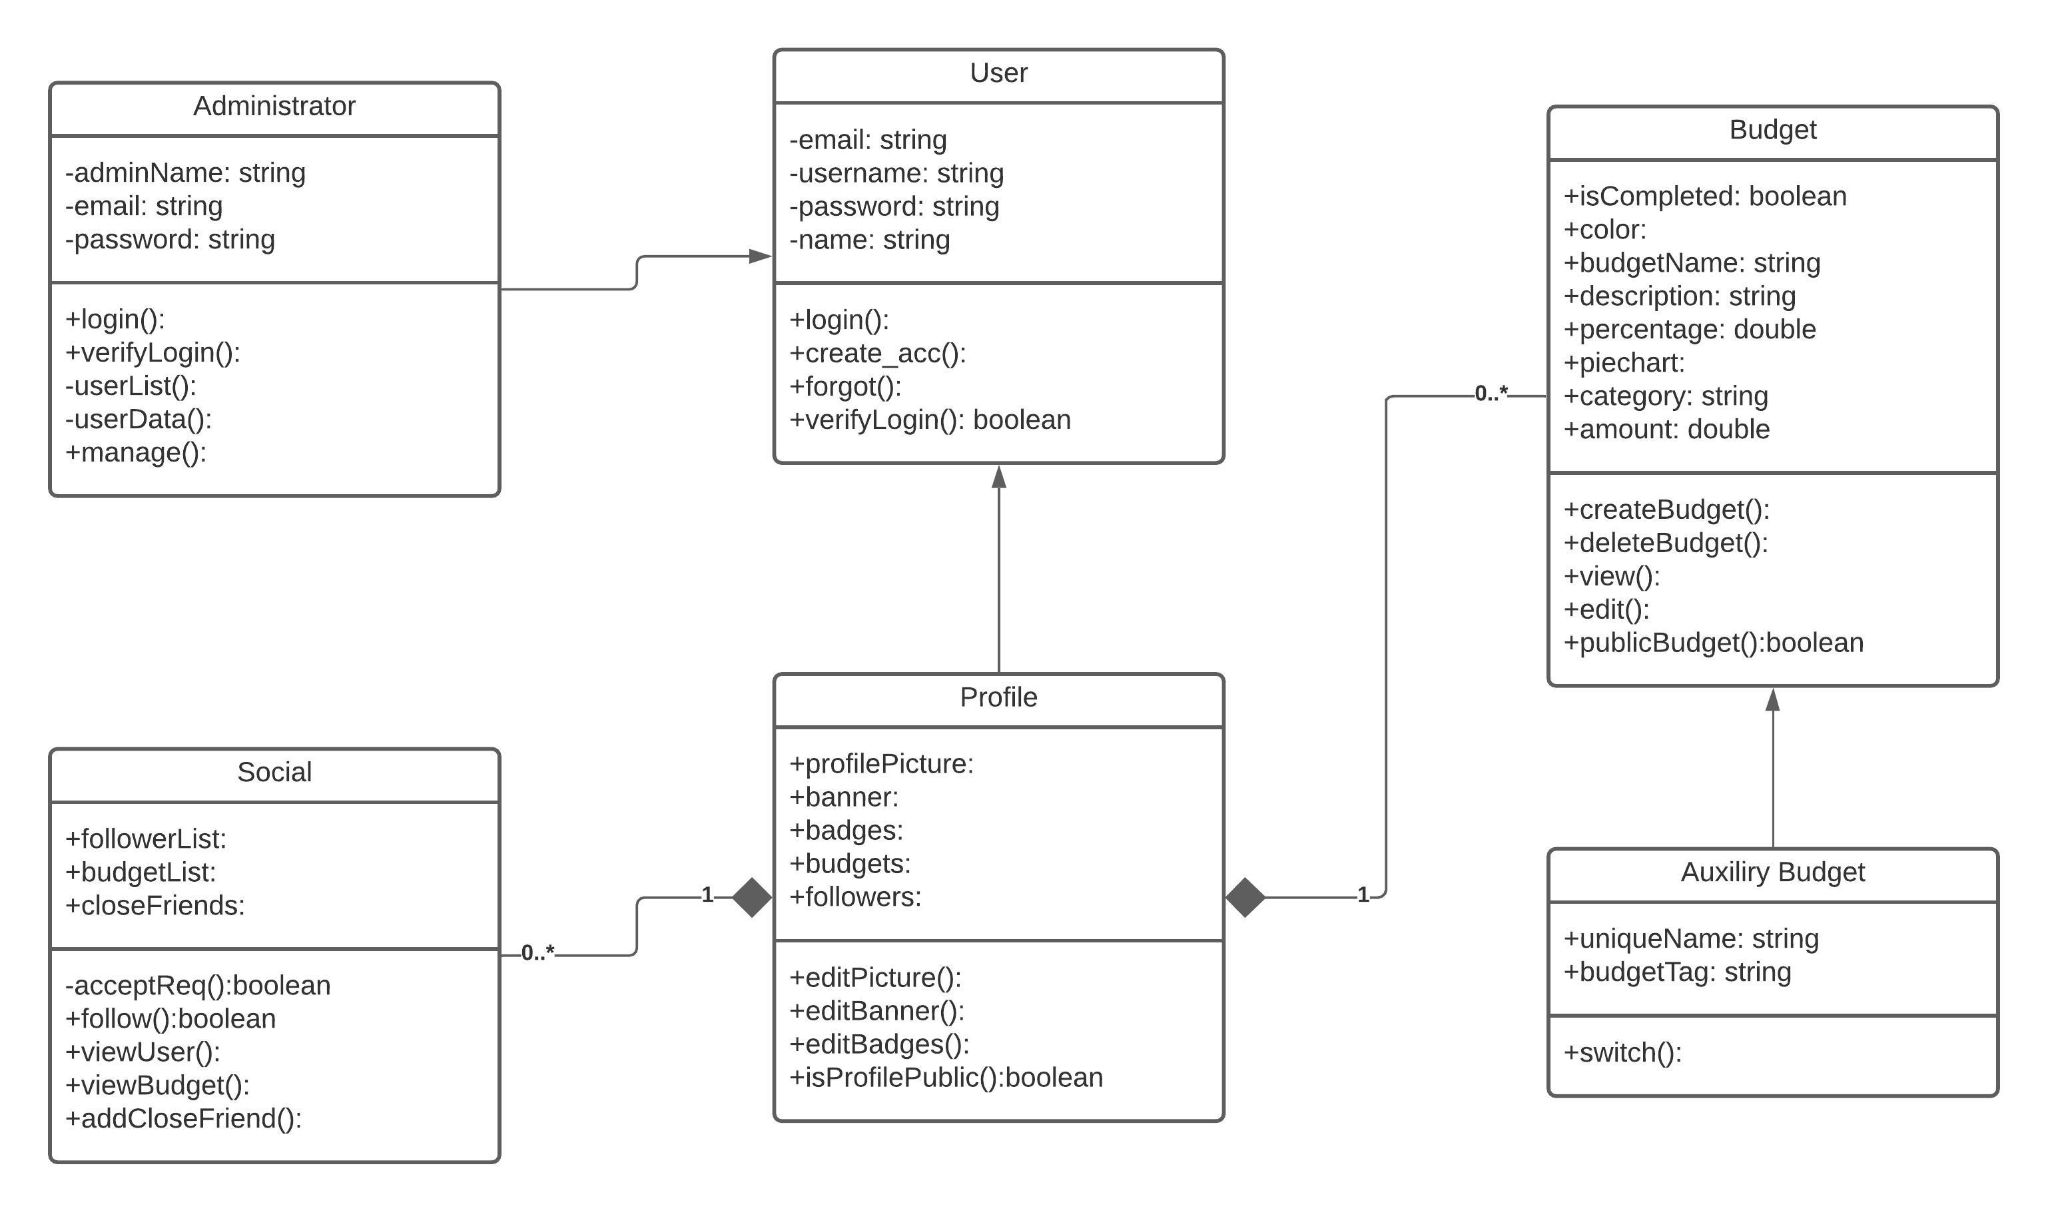 Administrator
-adminName: string
-email: string
-password: string
+login():
+verifyLogin():
-userList():
-userData():
+manage():
User
-email: string
-username: string
-password: string
-name: string
+login():
+create_acc():
+forgot():
+verifyLogin(): boolean
Budget
+isCompleted: boolean
+color:
+budgetName: string
+description: string
+percentage: double
+piechart:
+category: string
+amount: double
+createBudget():
+deleteBudget():
+view():
+edit():
+publicBudget():boolean
0..*
Social
+followerList:
+budgetList:
+closeFriends:
-acceptReq():boolean
+follow():boolean
+viewUser():
+viewBudget():
+addCloseFriend():
0..*
1
Profile
+profilePicture:
+banner:
+badges:
+budgets:
+followers:
+editPicture():
+editBanner():
+editBadges():
+isProfilePublic():boolean
1
Auxiliry Budget
+uniqueName: string
+budgetTag: string
+switch():